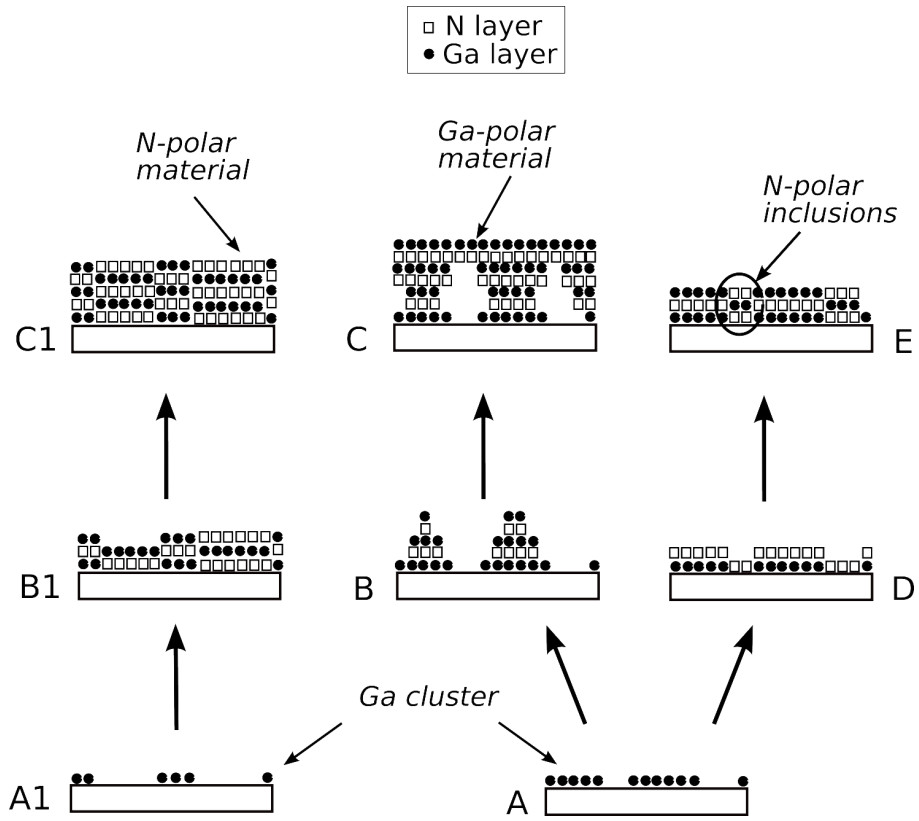 N layer
Ga layer
N-polar
material
Ga-polar
material
N-polar
inclusions
C1
C
E
B1
B
D
Ga cluster
A1
A